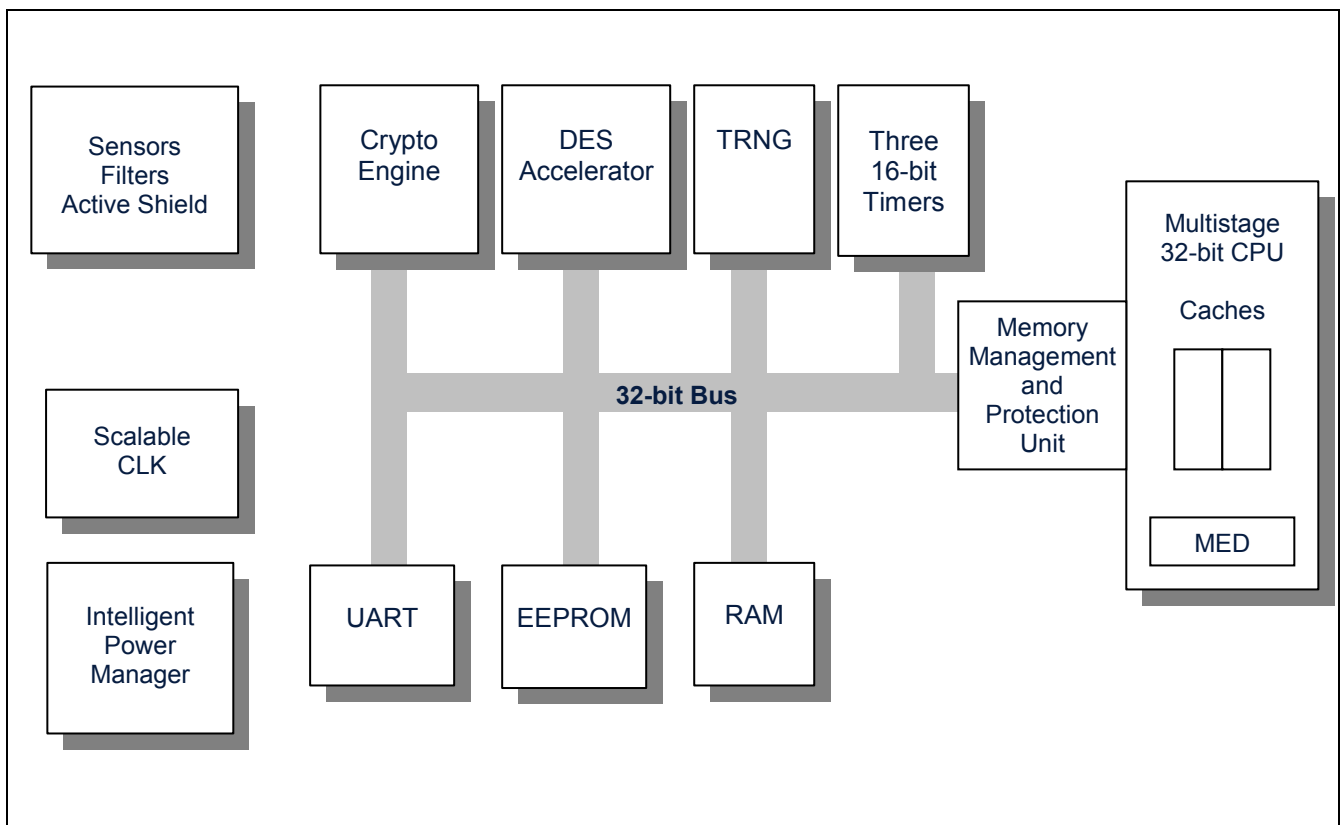 Sensors
Filters
Active Shield
Crypto
Engine
DES
Accelerator
TRNG
Three
16-bit
Timers
Multistage
32-bit CPU
Caches
Memory
Management
and
Protection
Unit
32-bit Bus
Scalable
CLK
MED
Intelligent
Power
Manager
UART
EEPROM
RAM